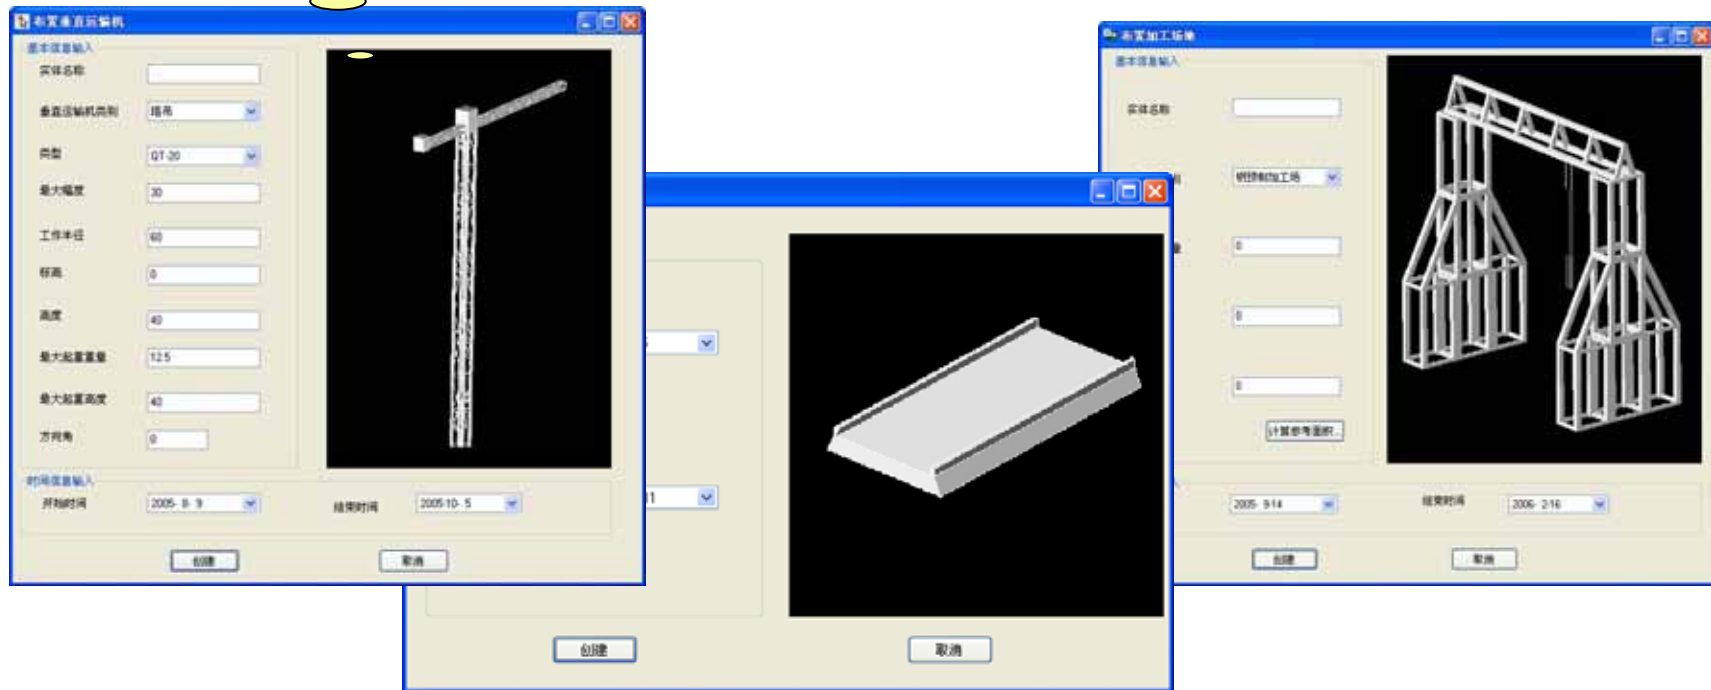 布置垂直运输机
基本信息输入
实体名称
垂直运输机类别 塔吊
类型 QT-20
最大幅度 30
工作半径 60
标高 0
高度 40
最大起重重量 12.5
最大起重高度 40
方向角 0
时间信息输入
开始时间 2005- 8- 9 结束时间 2005-10- 5
创建 取消
创建 取消
布置加工场地
基本信息输入
实体名称
钢预制加工场
0
0
0
计算参考面积...
2005- 9-14 结束时间 2006- 2-16
创建 取消